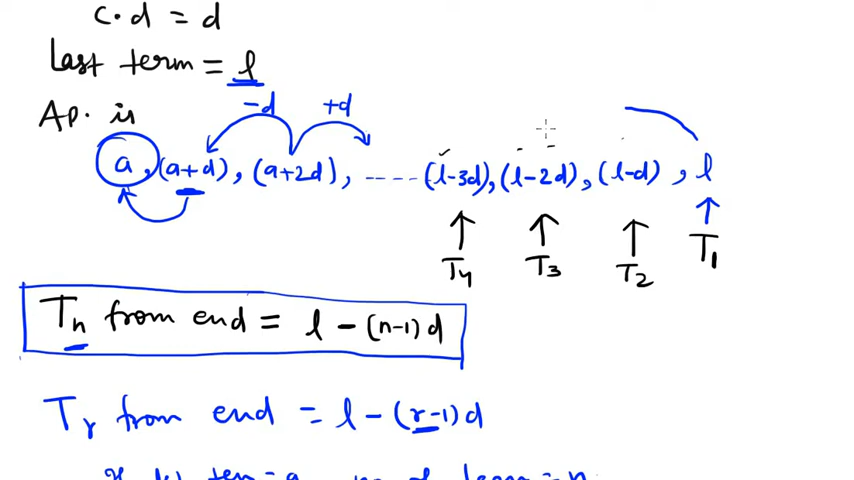 c.d = d
Last term = l
Ap. is
-d +d
a, (a+d), (a+2d), ---- (l-3d), (l-2d), (l-d), l
T4 T3 T2 T1
Tn from end = l - (n-1)d
Tr from end = l - (r-1)d